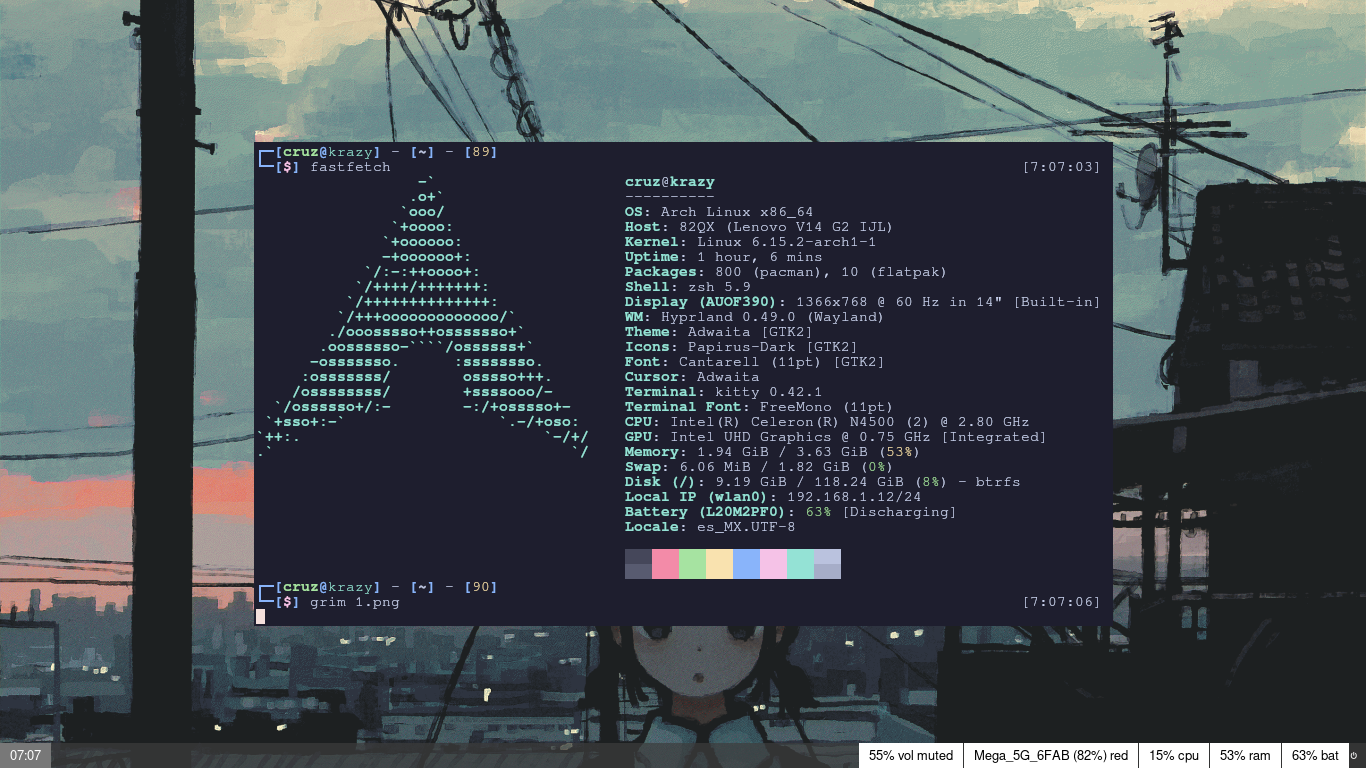 [cruz@krazy] - [~] - [89]
[$] fastfetch [7:07:03]
-` cruz@krazy
.o+` ----------
`ooo/ OS: Arch Linux x86_64
`+oooo: Host: 82QX (Lenovo V14 G2 IJL)
`+oooooo: Kernel: Linux 6.15.2-arch1-1
-+oooooo+: Uptime: 1 hour, 6 mins
`/:-:++oooo+: Packages: 800 (pacman), 10 (flatpak)
`/++++/+++++++: Shell: zsh 5.9
`/++++++++++++++: Display (AUOF390): 1366x768 @ 60 Hz in 14" [Built-in]
`/+++ooooooooooooo/` WM: Hyprland 0.49.0 (Wayland)
./ooosssso++osssssso+` Theme: Adwaita [GTK2]
.oossssso-````/ossssss+` Icons: Papirus-Dark [GTK2]
-osssssso. :ssssssso. Font: Cantarell (11pt) [GTK2]
:osssssss/ osssso+++. Cursor: Adwaita
/ossssssss/ +ssssooo/- Terminal: kitty 0.42.1
`/ossssso+/:- -:/+osssso+- Terminal Font: FreeMono (11pt)
`+sso+:-` `.-/+oso: CPU: Intel(R) Celeron(R) N4500 (2) @ 2.80 GHz
`++:. `-/+/ GPU: Intel UHD Graphics @ 0.75 GHz [Integrated]
.` `/ Memory: 1.94 GiB / 3.63 GiB (53%)
Swap: 6.06 MiB / 1.82 GiB (0%)
Disk (/): 9.19 GiB / 118.24 GiB (8%) - btrfs
Local IP (wlan0): 192.168.1.12/24
Battery (L20M2PF0): 63% [Discharging]
Locale: es_MX.UTF-8
[cruz@krazy] - [~] - [90]
[$] grim 1.png [7:07:06]
07:07 55% vol muted Mega_5G_6FAB (82%) red 15% cpu 53% ram 63% bat